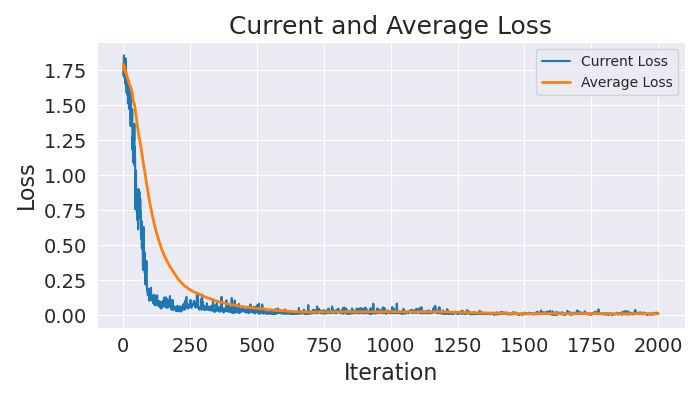 Current and Average Loss
Current Loss
Average Loss
Loss
1.75
1.50
1.25
1.00
0.75
0.50
0.25
0.00
0 250 500 750 1000 1250 1500 1750 2000
Iteration